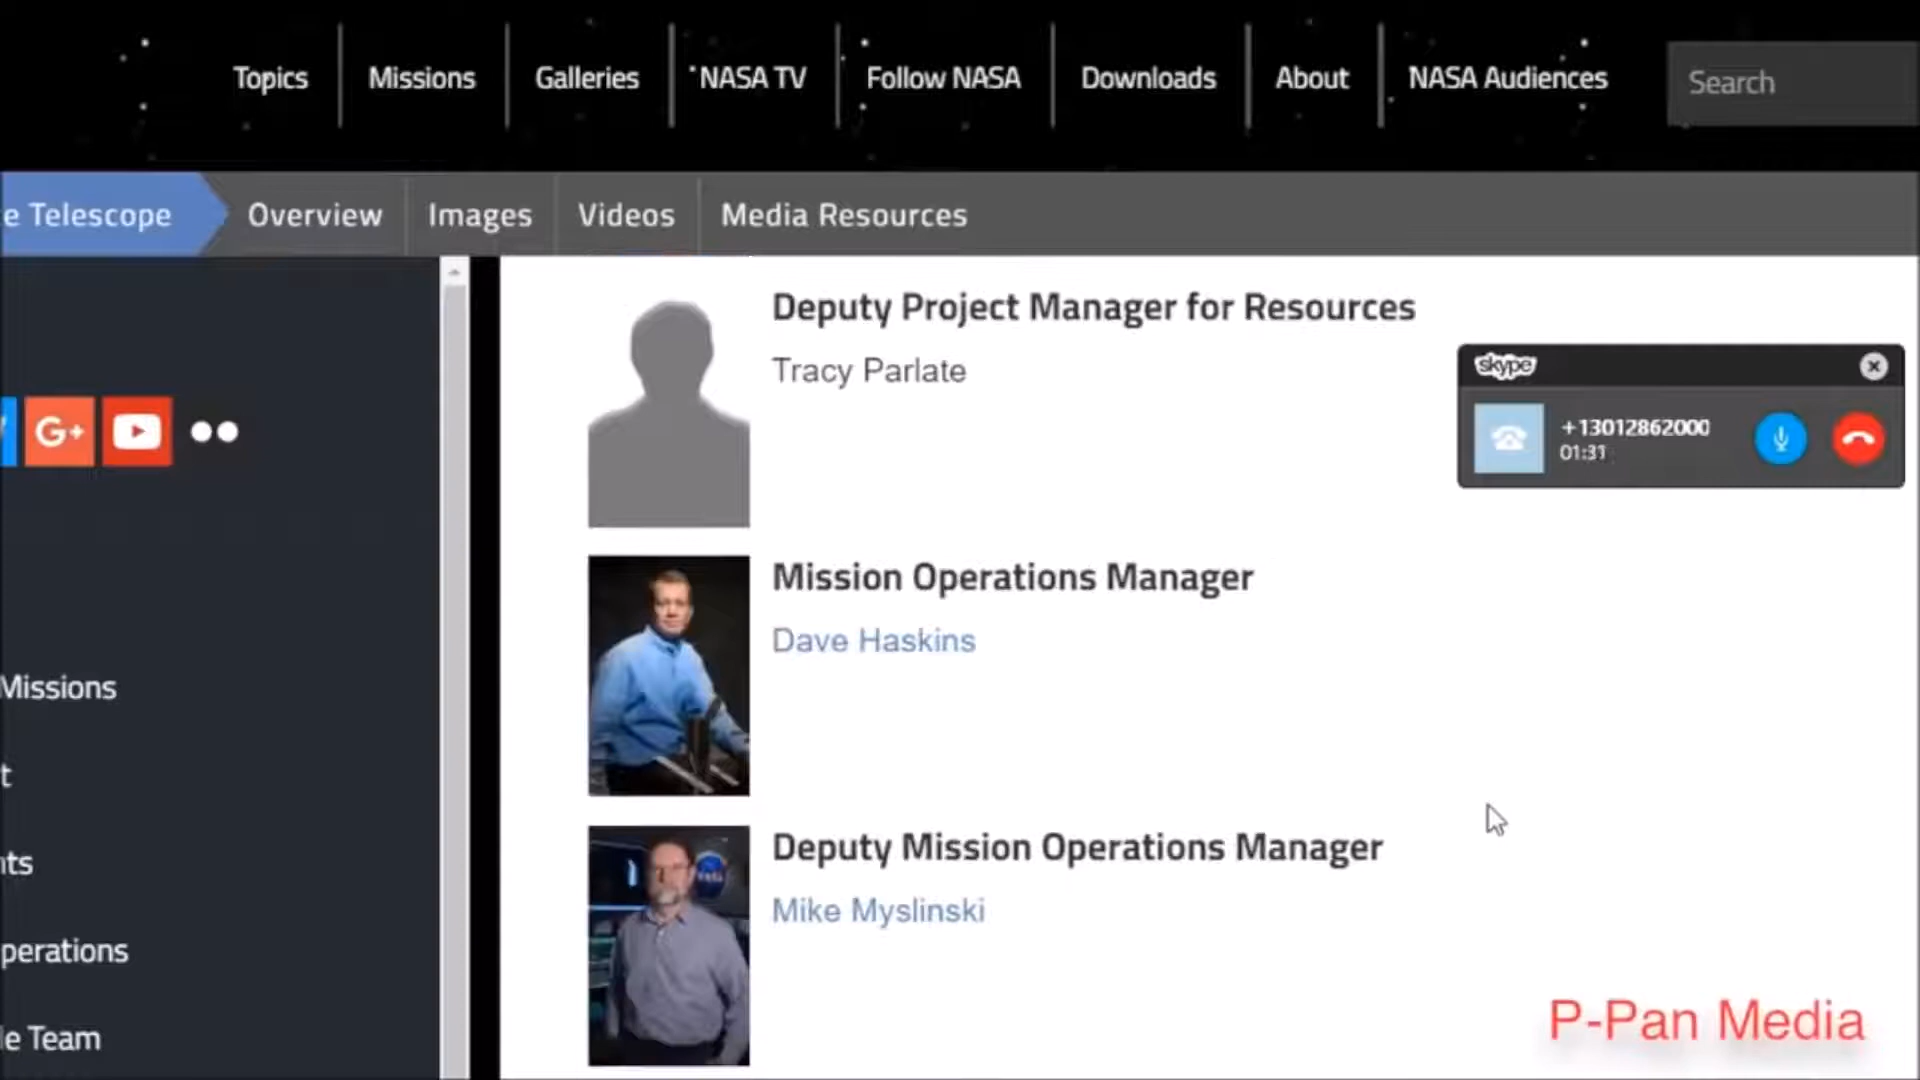 Topics Missions Galleries NASA TV Follow NASA Downloads About NASA Audiences Search
e Telescope Overview Images Videos Media Resources
Deputy Project Manager for Resources
Tracy Parlate
skype
+13012862000
01:31
G+
Mission Operations Manager
Dave Haskins
Missions
t
nts
perations
le Team
Deputy Mission Operations Manager
Mike Myslinski
P-Pan Media